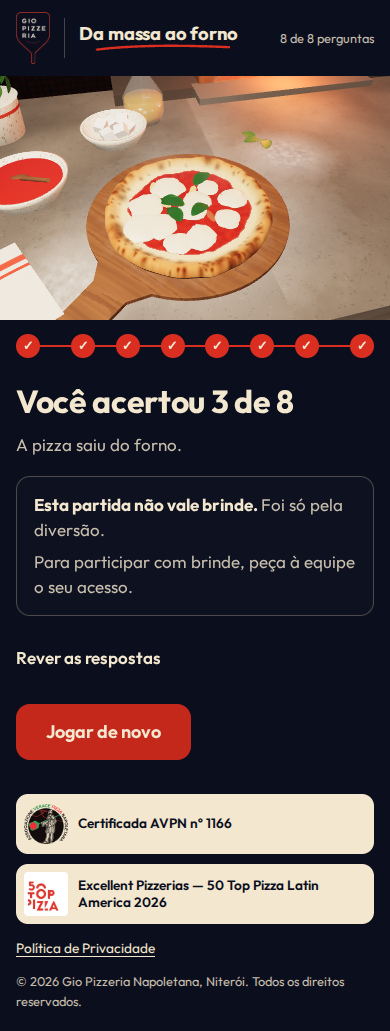 GIO
PIZZE
RIA
Da massa ao forno
8 de 8 perguntas
Você acertou 3 de 8
A pizza saiu do forno.
Esta partida não vale brinde. Foi só pela
diversão.
Para participar com brinde, peça à equipe
o seu acesso.
Rever as respostas
Jogar de novo
Certificada AVPN nº 1166
50
TOP
PIZZA
Excellent Pizzerias — 50 Top Pizza Latin
America 2026
Política de Privacidade
© 2026 Gio Pizzeria Napoletana, Niterói. Todos os direitos
reservados.